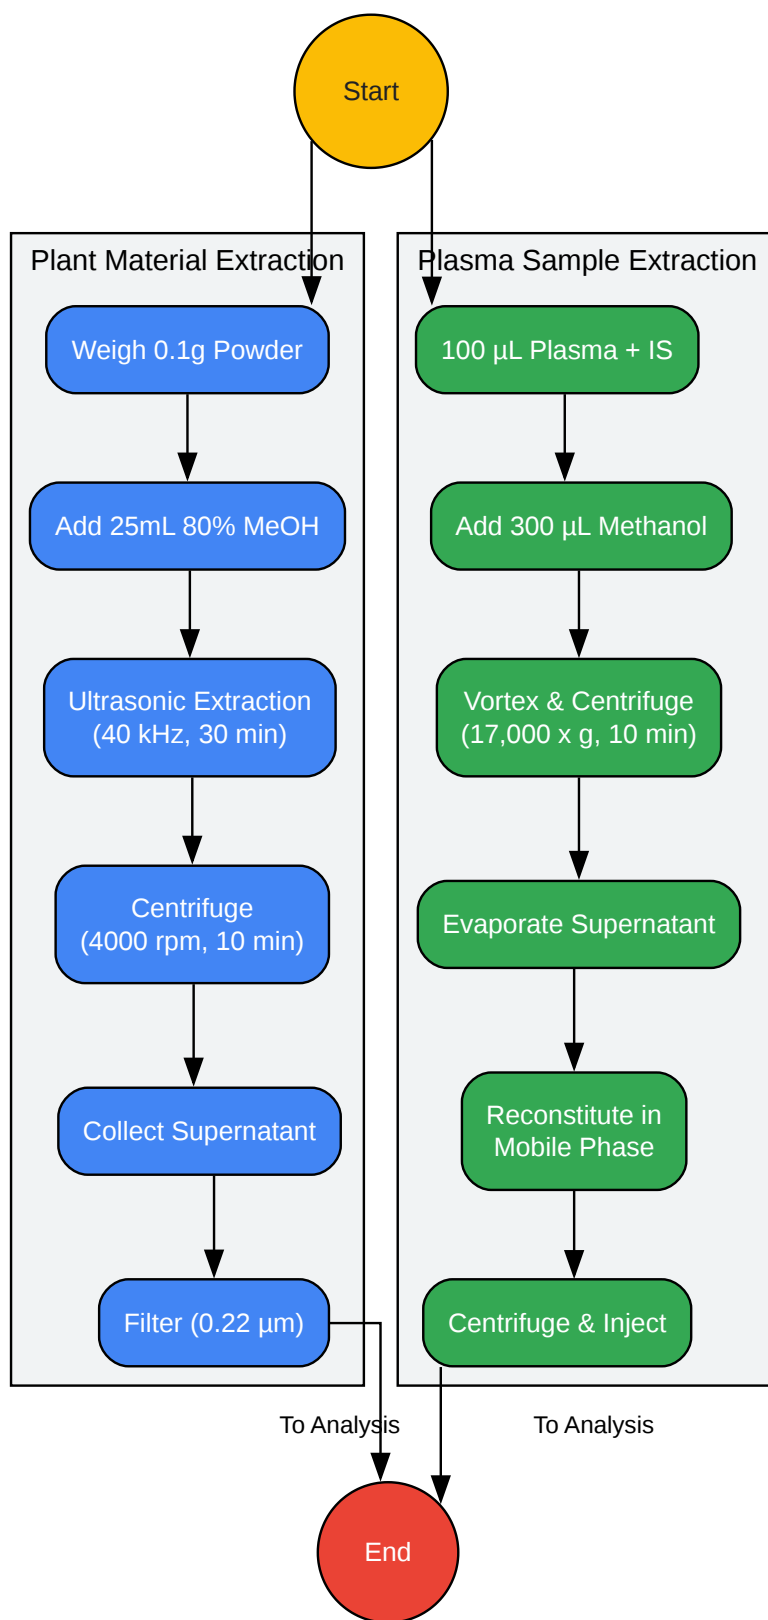 Start
Plant Material Extraction
Weigh 0.1g Powder
Add 25mL 80% MeOH
Ultrasonic Extraction
(40 kHz, 30 min)
Centrifuge
(4000 rpm, 10 min)
Collect Supernatant
Filter (0.22 µm)
To Analysis
Plasma Sample Extraction
100 µL Plasma + IS
Add 300 µL Methanol
Vortex & Centrifuge
(17,000 x g, 10 min)
Evaporate Supernatant
Reconstitute in
Mobile Phase
Centrifuge & Inject
To Analysis
End